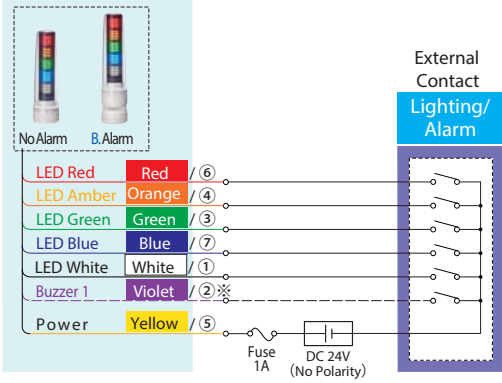 No Alarm
B.Alarm
External
Contact
Lighting/
Alarm
LED Red Red / ⑥
LED Amber Orange / ④
LED Green Green / ③
LED Blue Blue / ⑦
LED White White / ①
Buzzer 1 Violet / ②※
Power Yellow / ⑤
Fuse
1A
DC 24V
(No Polarity)